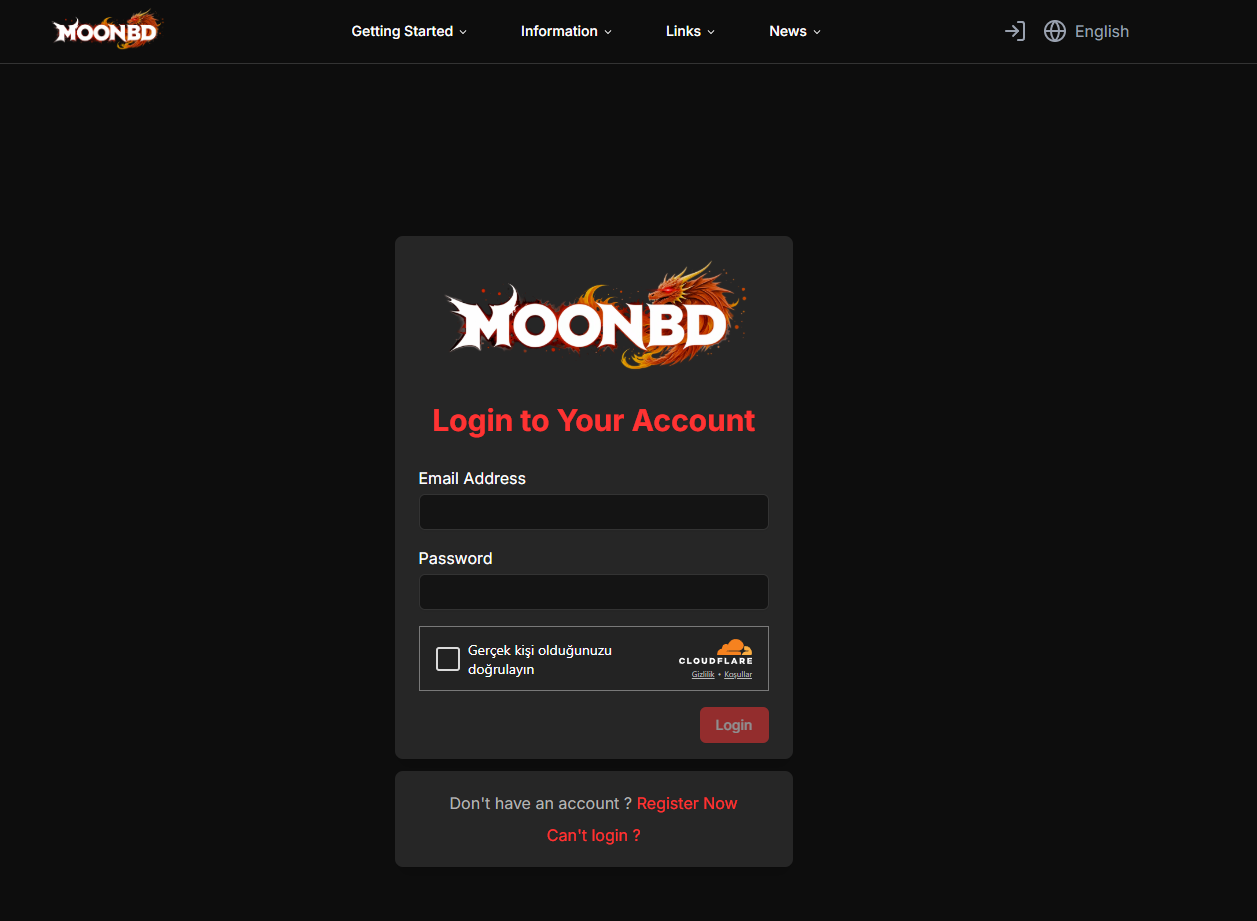 MOONBD
Getting Started
Information
Links
News
English
MOONBD
Login to Your Account
Email Address
Password
Gerçek kişi olduğunuzu
doğrulayın
CLOUDFLARE
Gizlilik • Koşullar
Login
Don't have an account ? Register Now
Can't login ?